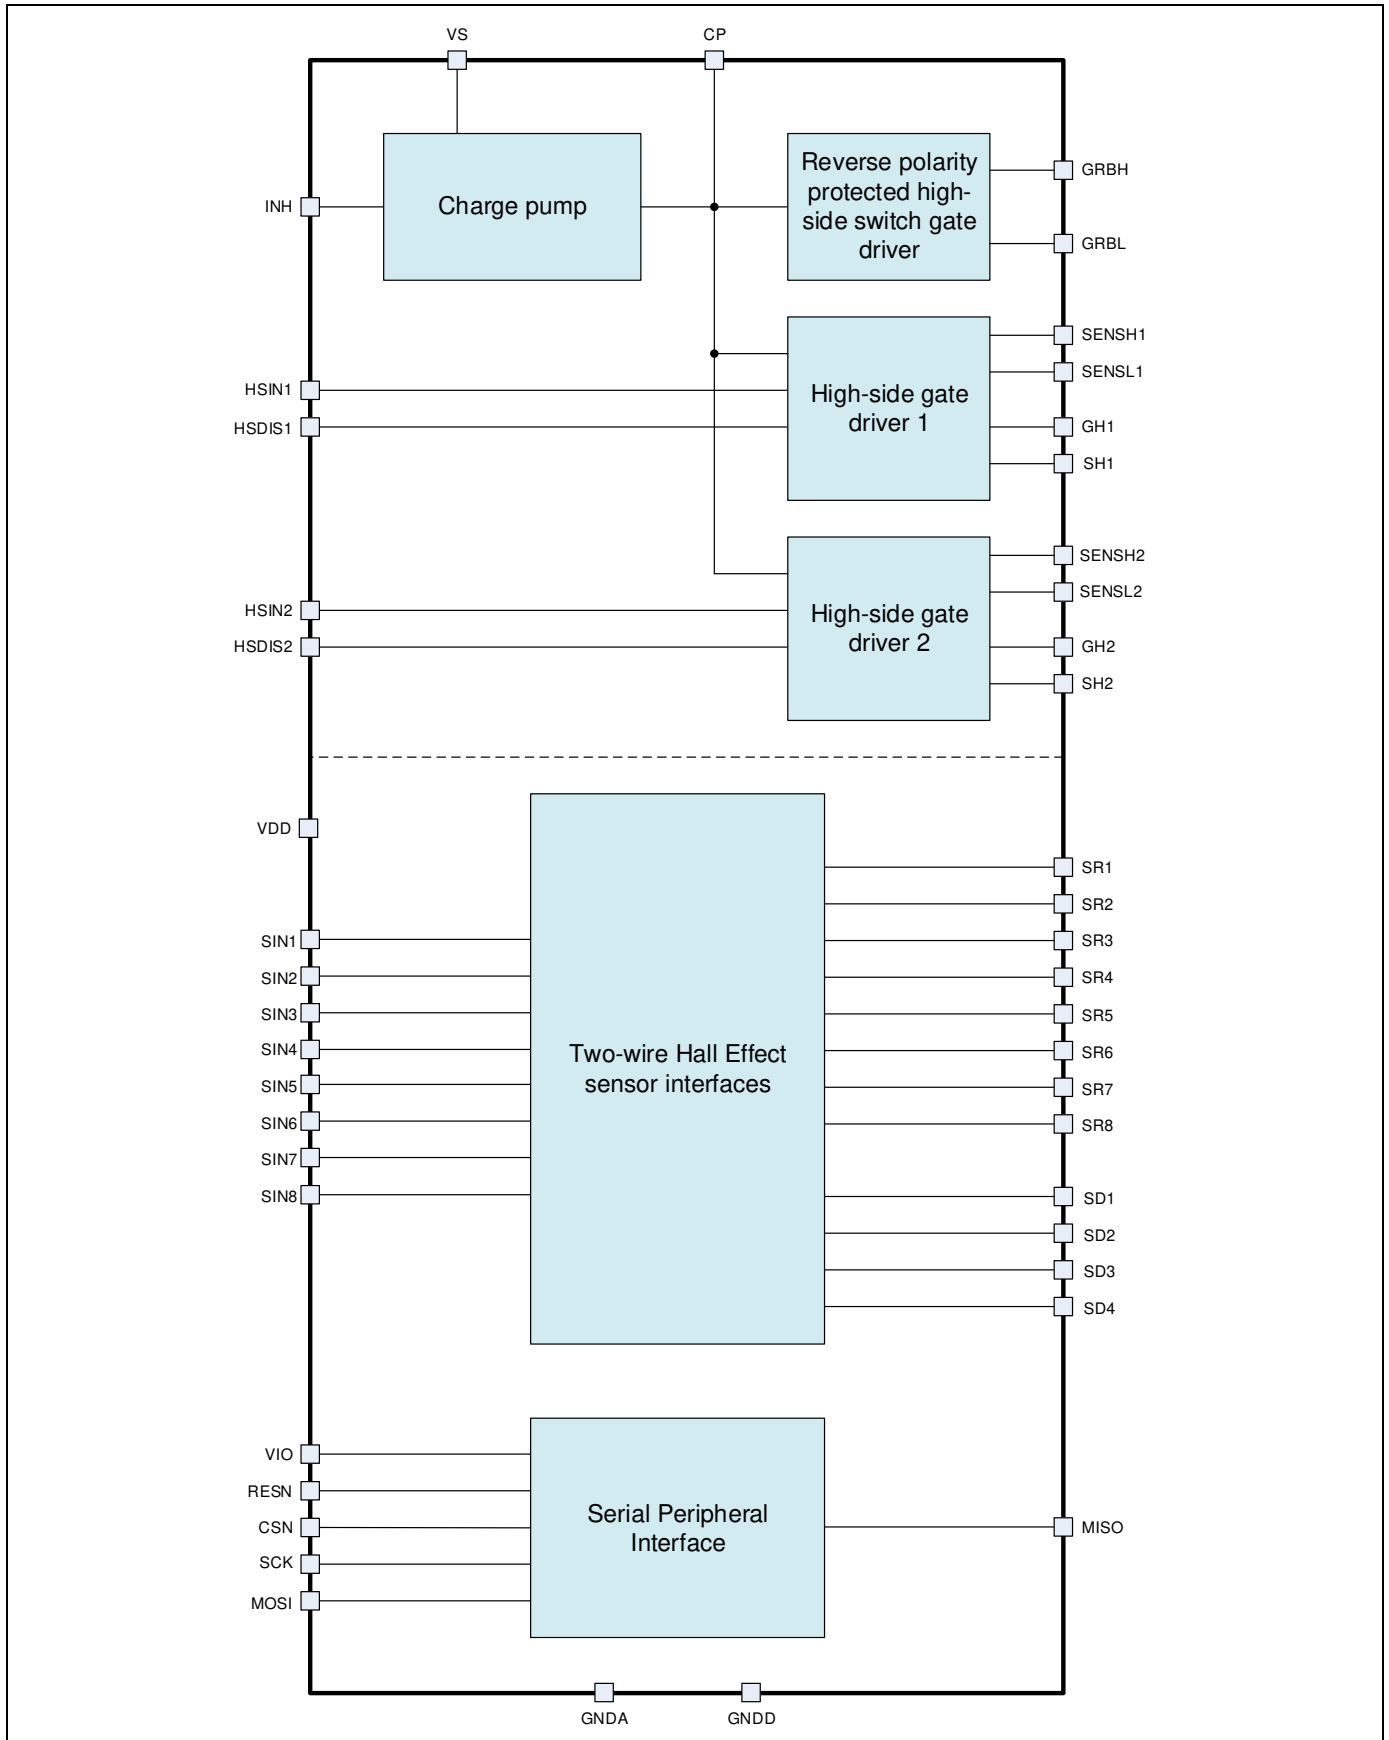 VS
CP
Charge pump
Reverse polarity
protected high-
side switch gate
driver
INH
GRBH
GRBL
HSIN1
HSDIS1
High-side gate
driver 1
SENSH1
SENSL1
GH1
SH1
HSIN2
HSDIS2
High-side gate
driver 2
SENSH2
SENSL2
GH2
SH2
VDD
SIN1
SIN2
SIN3
SIN4
SIN5
SIN6
SIN7
SIN8
Two-wire Hall Effect
sensor interfaces
SR1
SR2
SR3
SR4
SR5
SR6
SR7
SR8
SD1
SD2
SD3
SD4
VIO
RESN
CSN
SCK
MOSI
Serial Peripheral
Interface
MISO
GNDA
GNDD